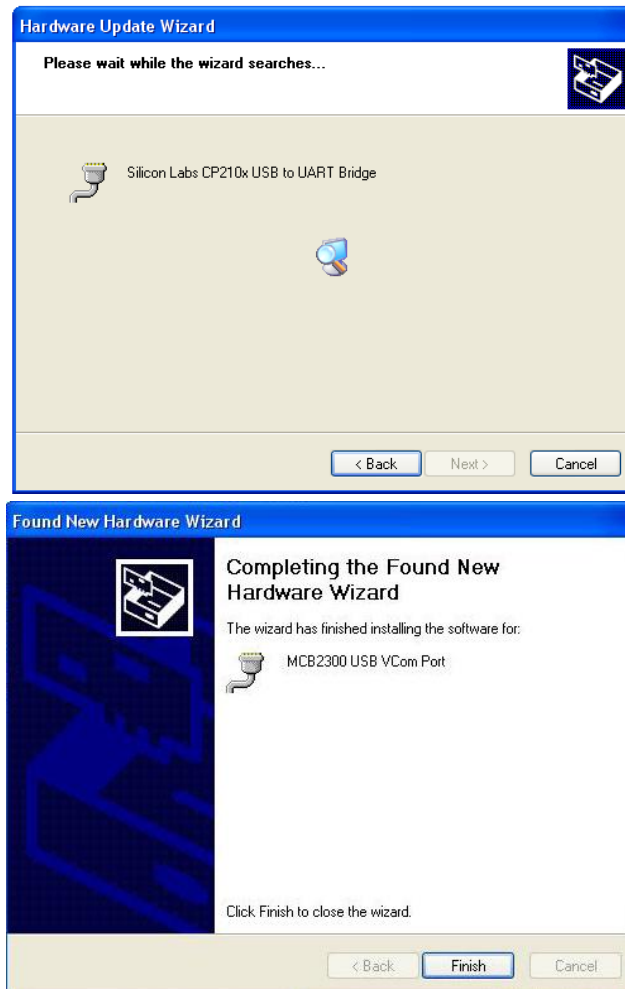 Hardware Update Wizard
Please wait while the wizard searches...
Silicon Labs CP210x USB to UART Bridge
< Back Next > Cancel
Found New Hardware Wizard
Completing the Found New
Hardware Wizard
The wizard has finished installing the software for:
MCB2300 USB VCom Port
Click Finish to close the wizard.
< Back Finish Cancel